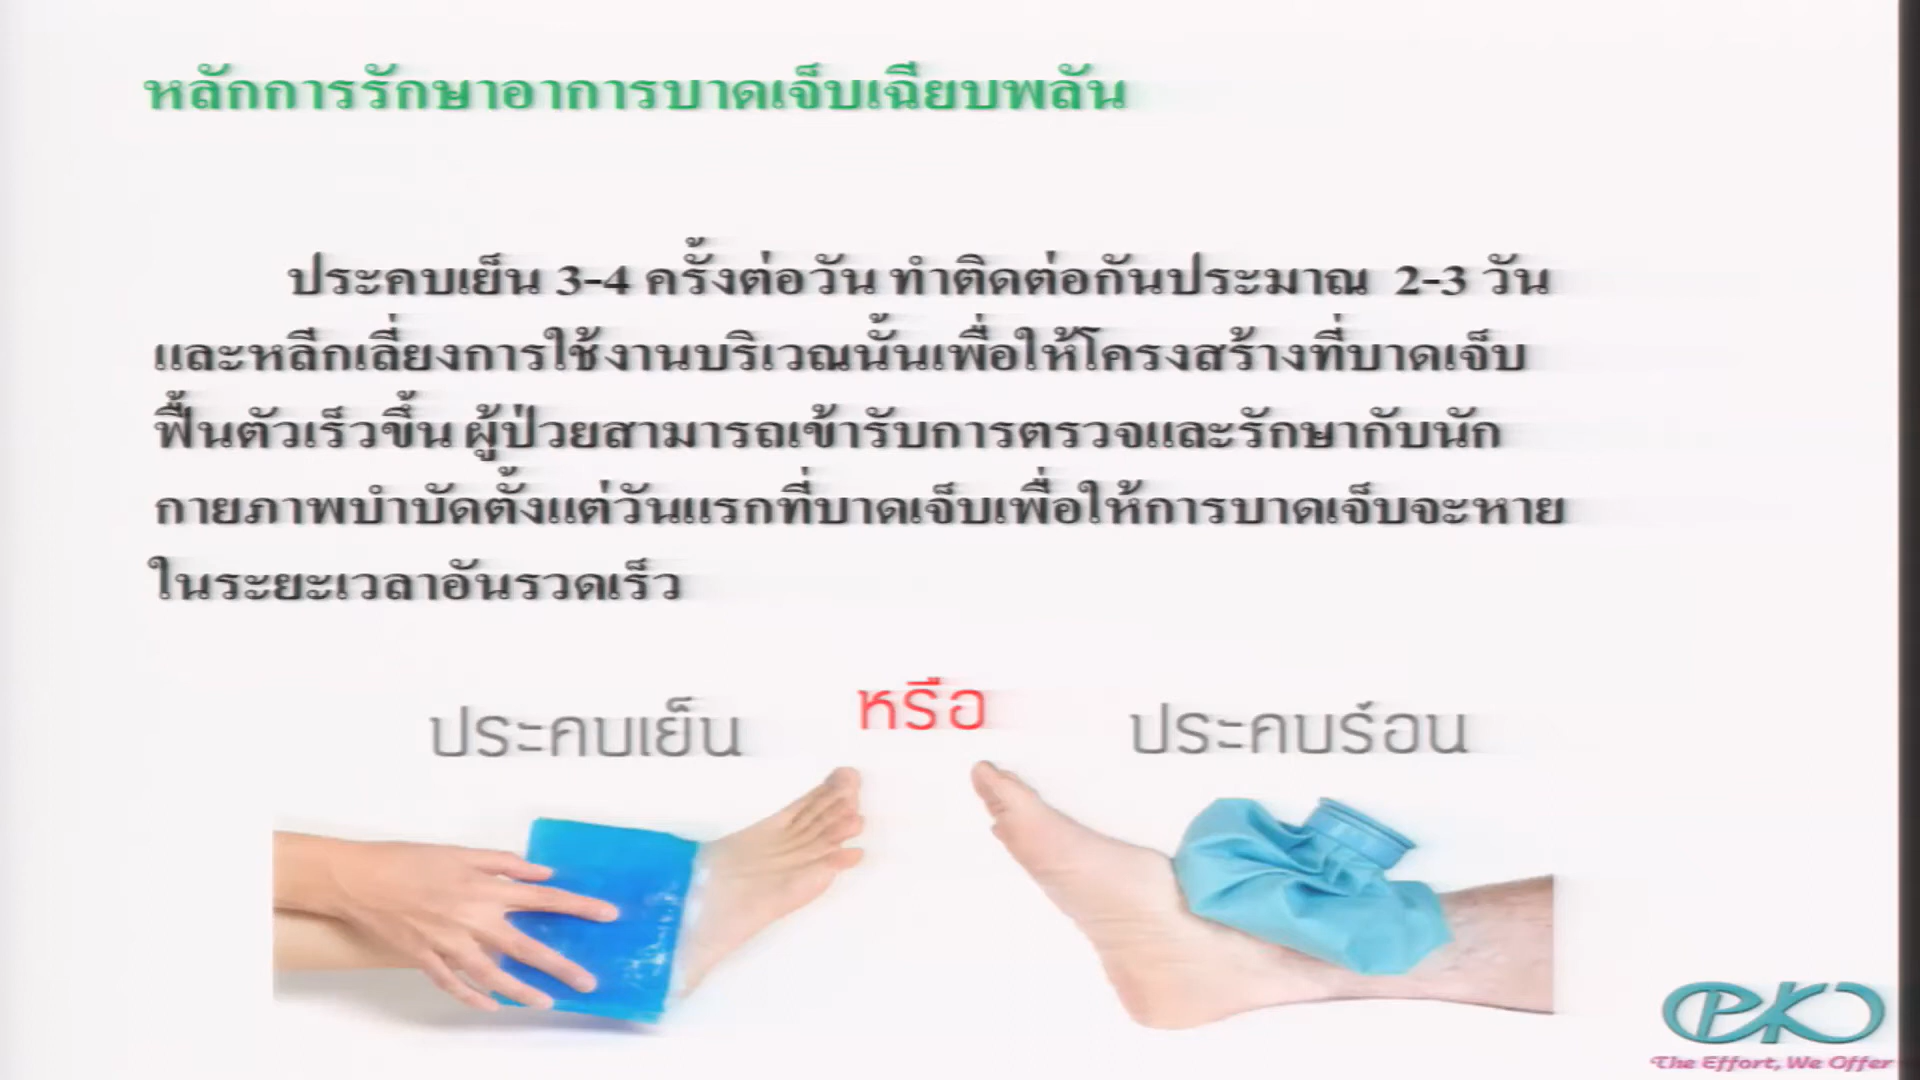 หลักการรักษาอาการบาดเจ็บเฉียบพลัน
ประคบเย็น 3-4 ครั้งต่อวัน ทำติดต่อกันประมาณ 2-3 วัน
และหลีกเลี่ยงการใช้งานบริเวณนั้นเพื่อให้โครงสร้างที่บาดเจ็บ
ฟื้นตัวเร็วขึ้น ผู้ป่วยสามารถเข้ารับการตรวจและรักษากับนัก
กายภาพบำบัดตั้งแต่วันแรกที่บาดเจ็บเพื่อให้การบาดเจ็บจะหาย
ในระยะเวลาอันรวดเร็ว
ประคบเย็น หรือ ประคบร้อน
PKO
The Effort, We Offer